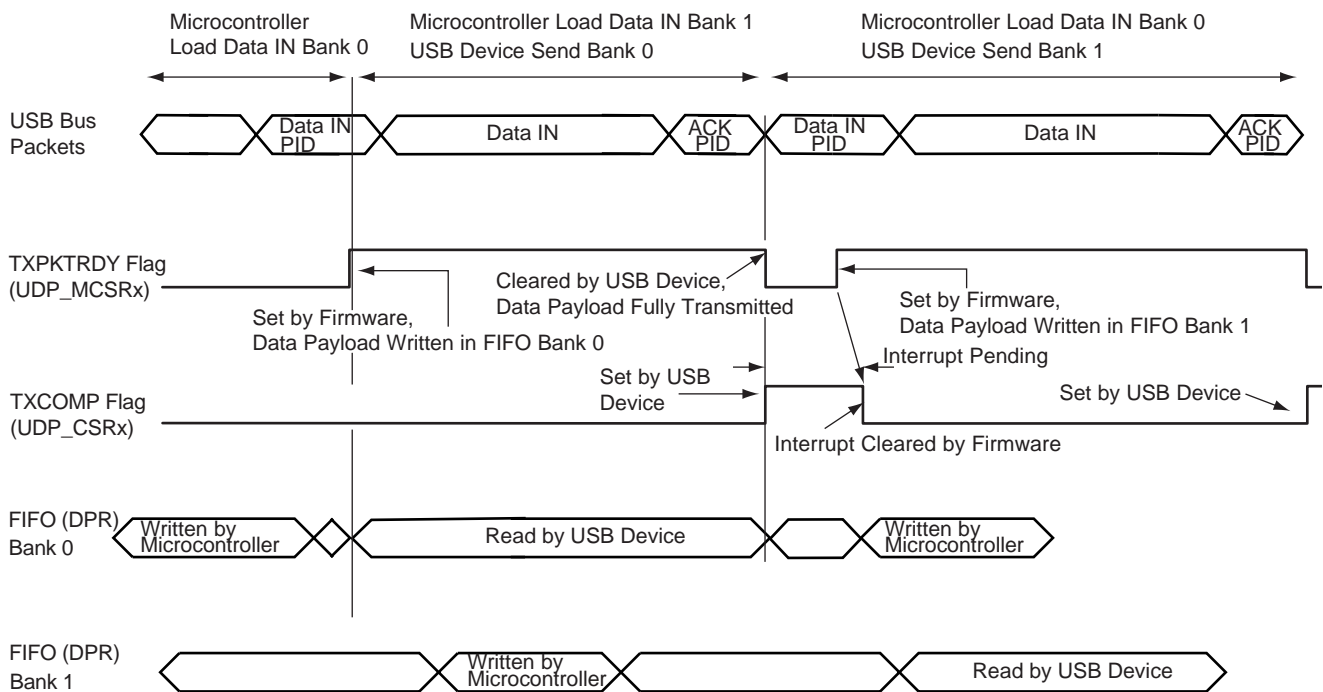 Microcontroller
Load Data IN Bank 0
Microcontroller Load Data IN Bank 1
USB Device Send Bank 0
Microcontroller Load Data IN Bank 0
USB Device Send Bank 1
USB Bus
Packets
Data IN
PID
Data IN
ACK
PID
Data IN
PID
Data IN
ACK
PID
TXPKTRDY Flag
(UDP_MCSRx)
Set by Firmware,
Data Payload Written in FIFO Bank 0
Cleared by USB Device,
Data Payload Fully Transmitted
Set by Firmware,
Data Payload Written in FIFO Bank 1
Interrupt Pending
TXCOMP Flag
(UDP_CSRx)
Set by USB
Device
Set by USB Device
Interrupt Cleared by Firmware
FIFO (DPR)
Bank 0
Written by
Microcontroller
Read by USB Device
Written by
Microcontroller
FIFO (DPR)
Bank 1
Written by
Microcontroller
Read by USB Device